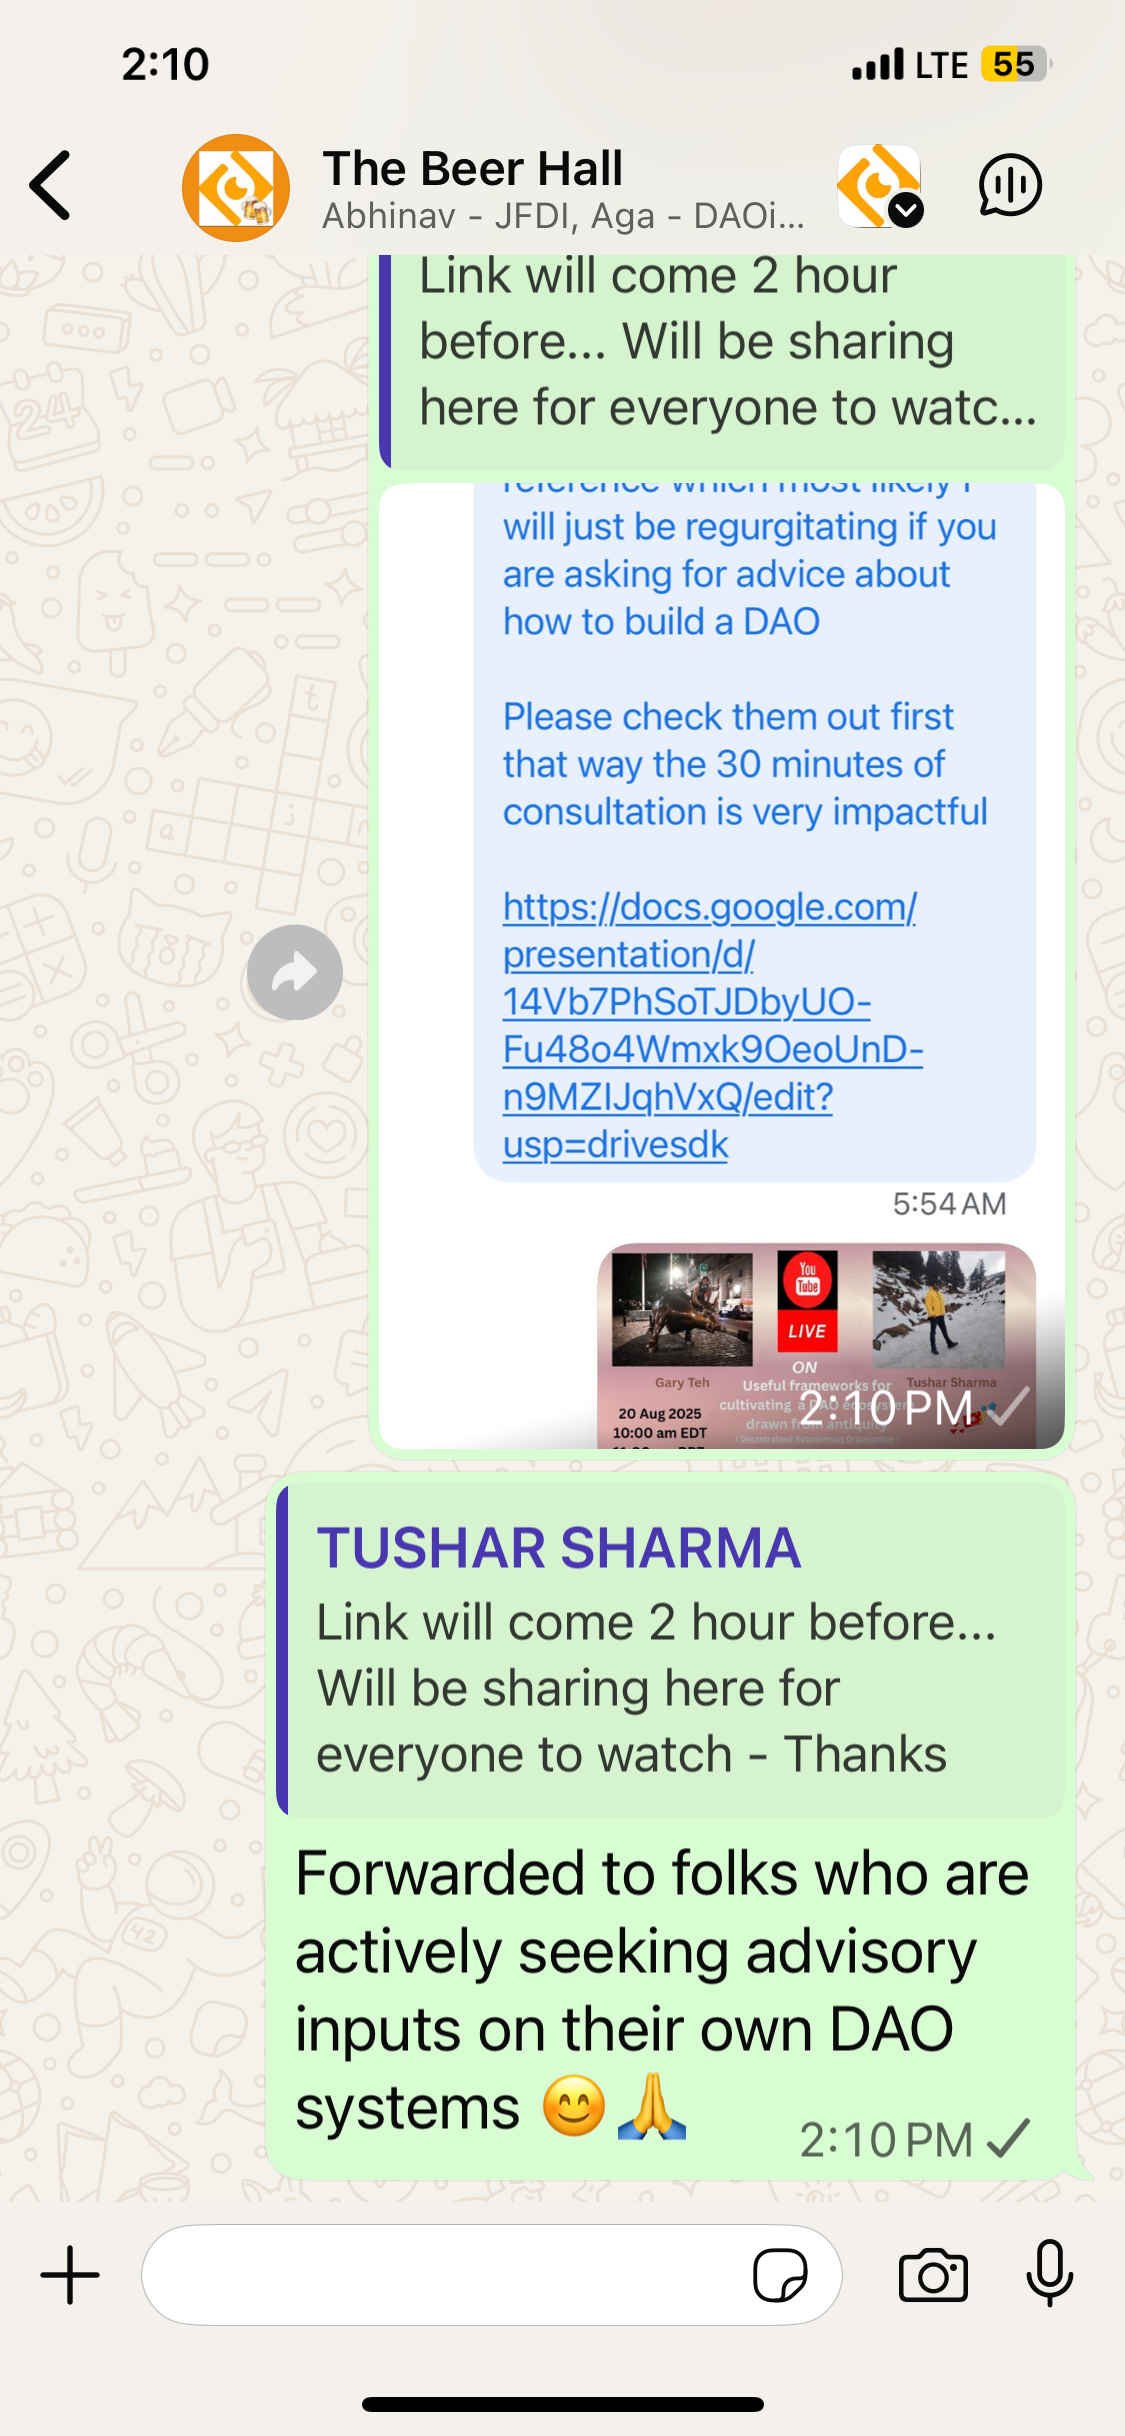 2:10
LTE 55
The Beer Hall
Abhinav - JFDI, Aga - DAOi...
Link will come 2 hour
before... Will be sharing
here for everyone to watc...
reference which most likely I
will just be regurgitating if you
are asking for advice about
how to build a DAO
Please check them out first
that way the 30 minutes of
consultation is very impactful
https://docs.google.com/
presentation/d/
14Vb7PhSoTJDbyUO-
Fu48o4Wmxk9OeoUnD-
n9MZIJqhVxQ/edit?
usp=drivesdk
5:54 AM
You
Tube
LIVE
ON
Gary Teh
Useful frameworks for
Tushar Sharma
cultivating a DAO ecosystem
drawn from antiquity
(Decentralized Autonomous Organisation)
20 Aug 2025
10:00 am EDT
2:10 PM
TUSHAR SHARMA
Link will come 2 hour before...
Will be sharing here for
everyone to watch - Thanks
Forwarded to folks who are
actively seeking advisory
inputs on their own DAO
systems 😊🙏
2:10 PM